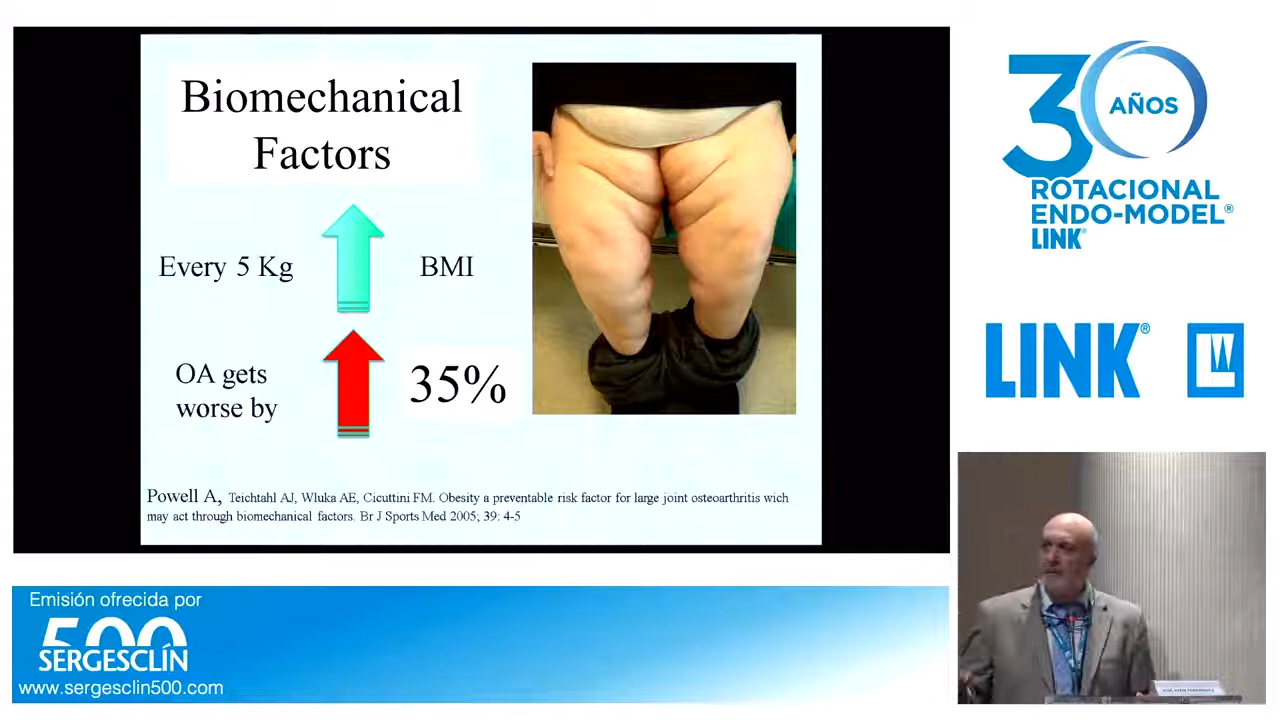 Biomechanical
Factors
Every 5 Kg
BMI
OA gets
worse by
35%
Powell A, Teichtahl AJ, Wluka AE, Cicuttini FM. Obesity a preventable risk factor for large joint osteoarthritis wich
may act through biomechanical factors. Br J Sports Med 2005; 39: 4-5
30
AÑOS
ROTACIONAL
ENDO-MODEL®
LINK®
LINK®
Emisión ofrecida por
500
SERGESCLÍN
www.sergesclin500.com